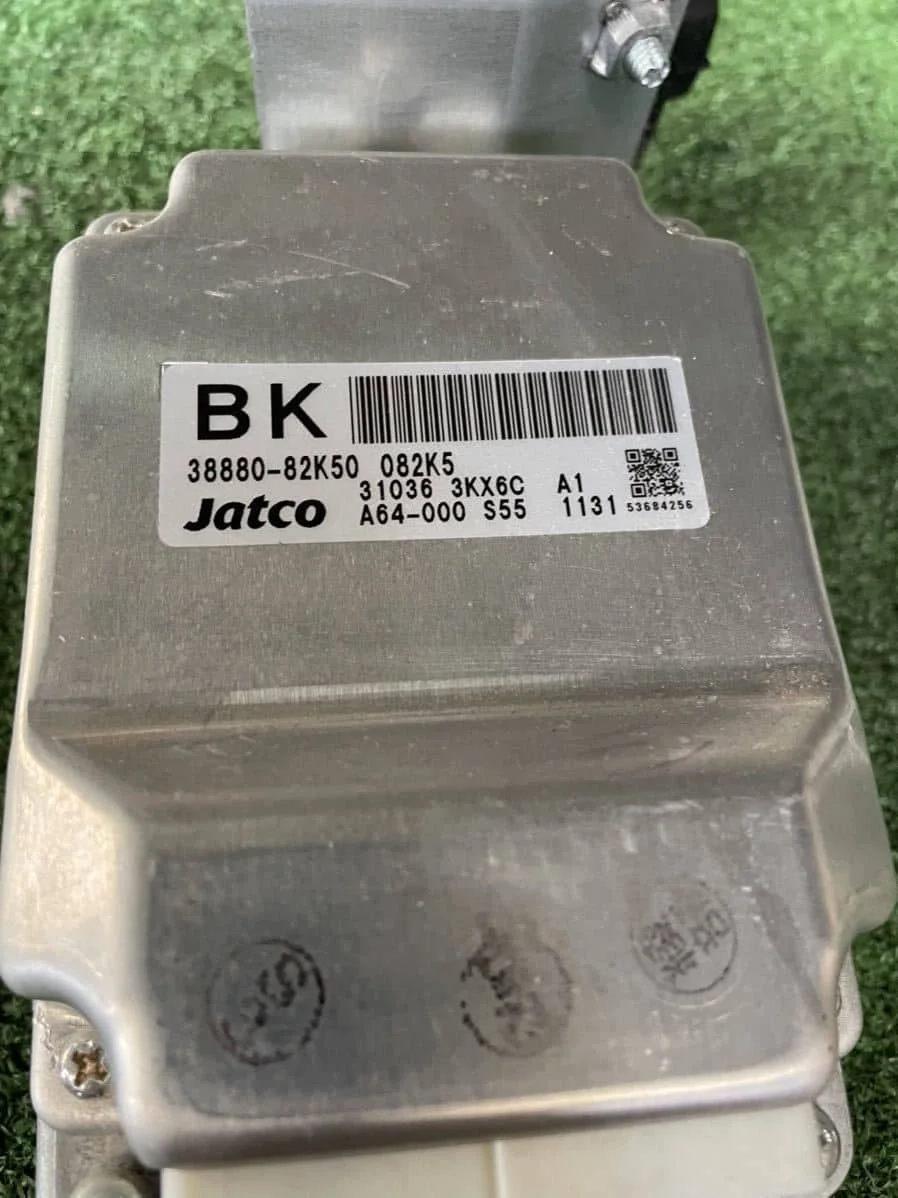 BK
38880-82K50 082K5
31036 3KX6C A1
Jatco A64-000 S55 1131 53684256